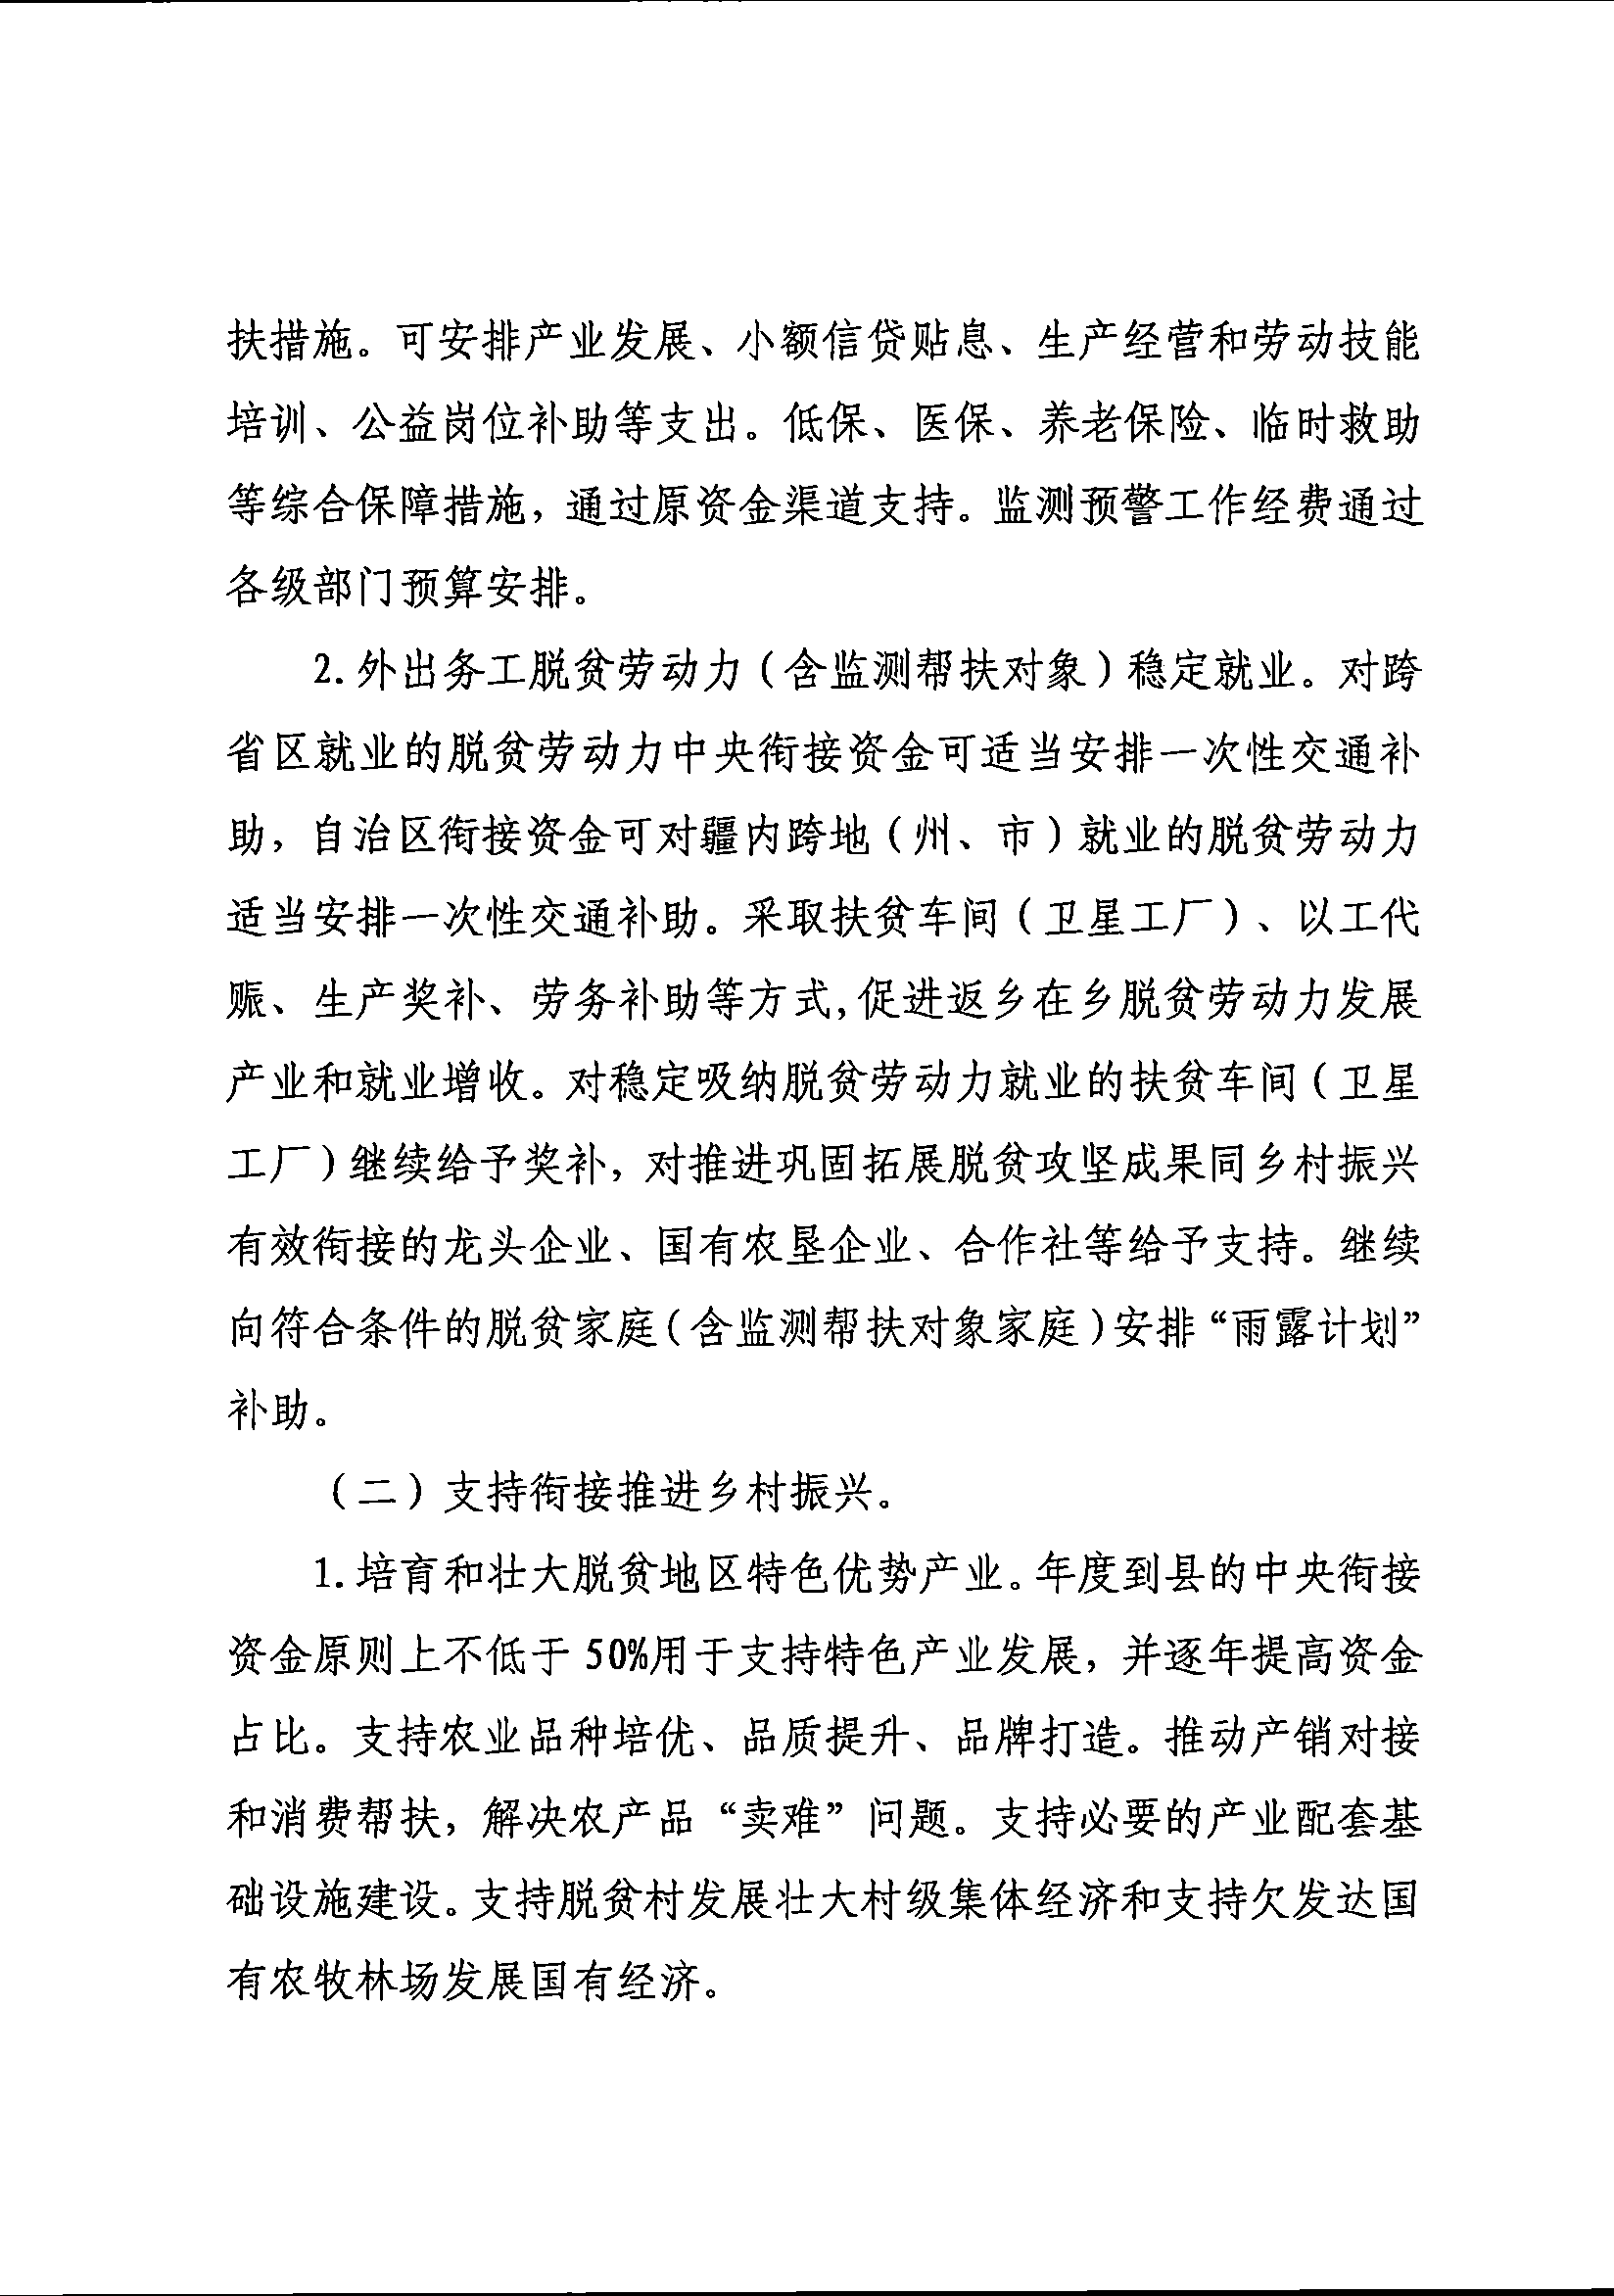 扶措施。可安排产业发展、小额信贷贴息、生产经营和劳动技能
培训、公益岗位补助等支出。低保、医保、养老保险、临时救助
等综合保障措施，通过原资金渠道支持。监测预警工作经费通过
各级部门预算安排。
2.外出务工脱贫劳动力（含监测帮扶对象）稳定就业。对跨
省区就业的脱贫劳动力中央衔接资金可适当安排一次性交通补
助，自治区衔接资金可对疆内跨地（州、市）就业的脱贫劳动力
适当安排一次性交通补助。采取扶贫车间（卫星工厂）、以工代
赈、生产奖补、劳务补助等方式,促进返乡在乡脱贫劳动力发展
产业和就业增收。对稳定吸纳脱贫劳动力就业的扶贫车间（卫星
工厂）继续给予奖补，对推进巩固拓展脱贫攻坚成果同乡村振兴
有效衔接的龙头企业、国有农垦企业、合作社等给予支持。继续
向符合条件的脱贫家庭（含监测帮扶对象家庭）安排“雨露计划”
补助。
（二）支持衔接推进乡村振兴。
1.培育和壮大脱贫地区特色优势产业。年度到县的中央衔接
资金原则上不低于 50%用于支持特色产业发展，并逐年提高资金
占比。支持农业品种培优、品质提升、品牌打造。推动产销对接
和消费帮扶，解决农产品“卖难”问题。支持必要的产业配套基
础设施建设。支持脱贫村发展壮大村级集体经济和支持欠发达国
有农牧林场发展国有经济。